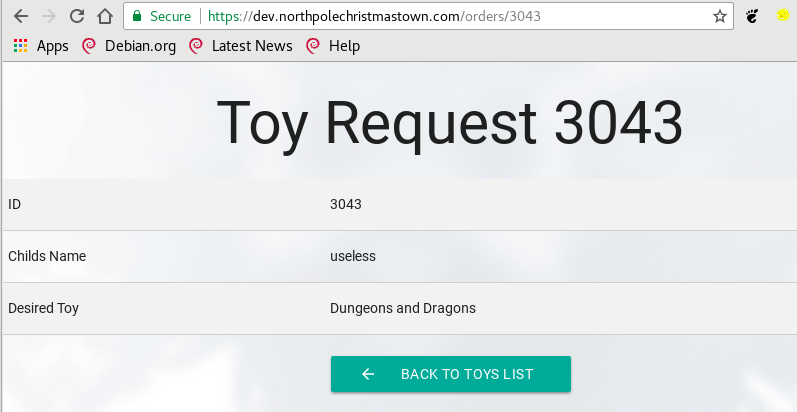 Secure https://dev.northpolechristmastown.com/orders/3043
Apps Debian.org Latest News Help
Toy Request 3043
ID 3043
Childs Name useless
Desired Toy Dungeons and Dragons
BACK TO TOYS LIST